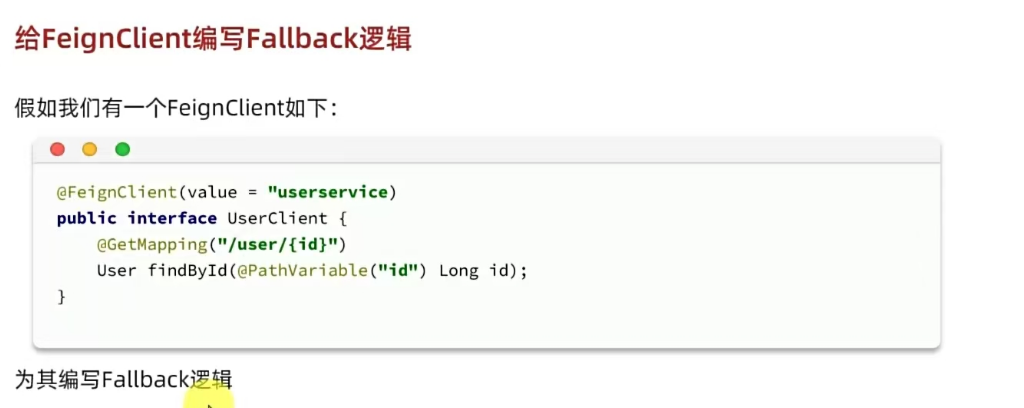 给FeignClient编写Fallback逻辑
假如我们有一个FeignClient如下：
@FeignClient(value = "userservice)
public interface UserClient {
    @GetMapping("/user/{id}")
    User findById(@PathVariable("id") Long id);
}
为其编写Fallback逻辑